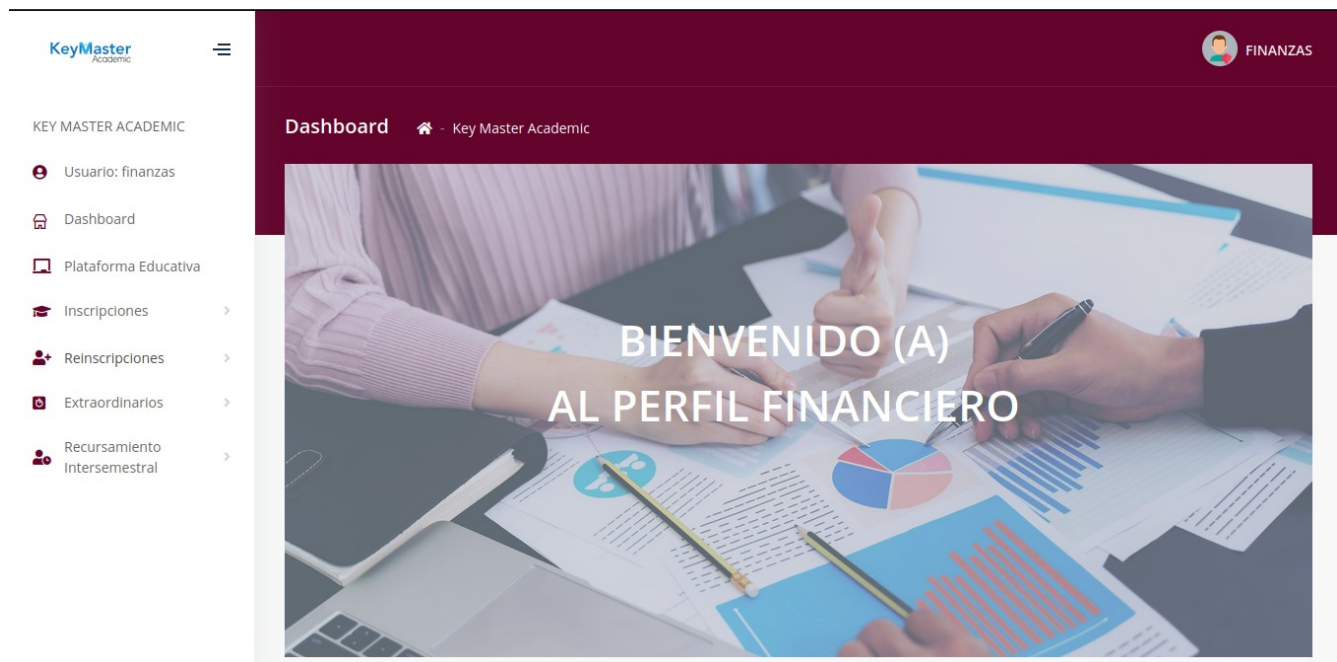 KeyMaster
Academic
FINANZAS
KEY MASTER ACADEMIC
Dashboard - Key Master Academic
Usuario: finanzas
Dashboard
Plataforma Educativa
Inscripciones
Reinscripciones
Extraordinarios
Recursamiento
Intersemestral
BIENVENIDO (A)
AL PERFIL FINANCIERO